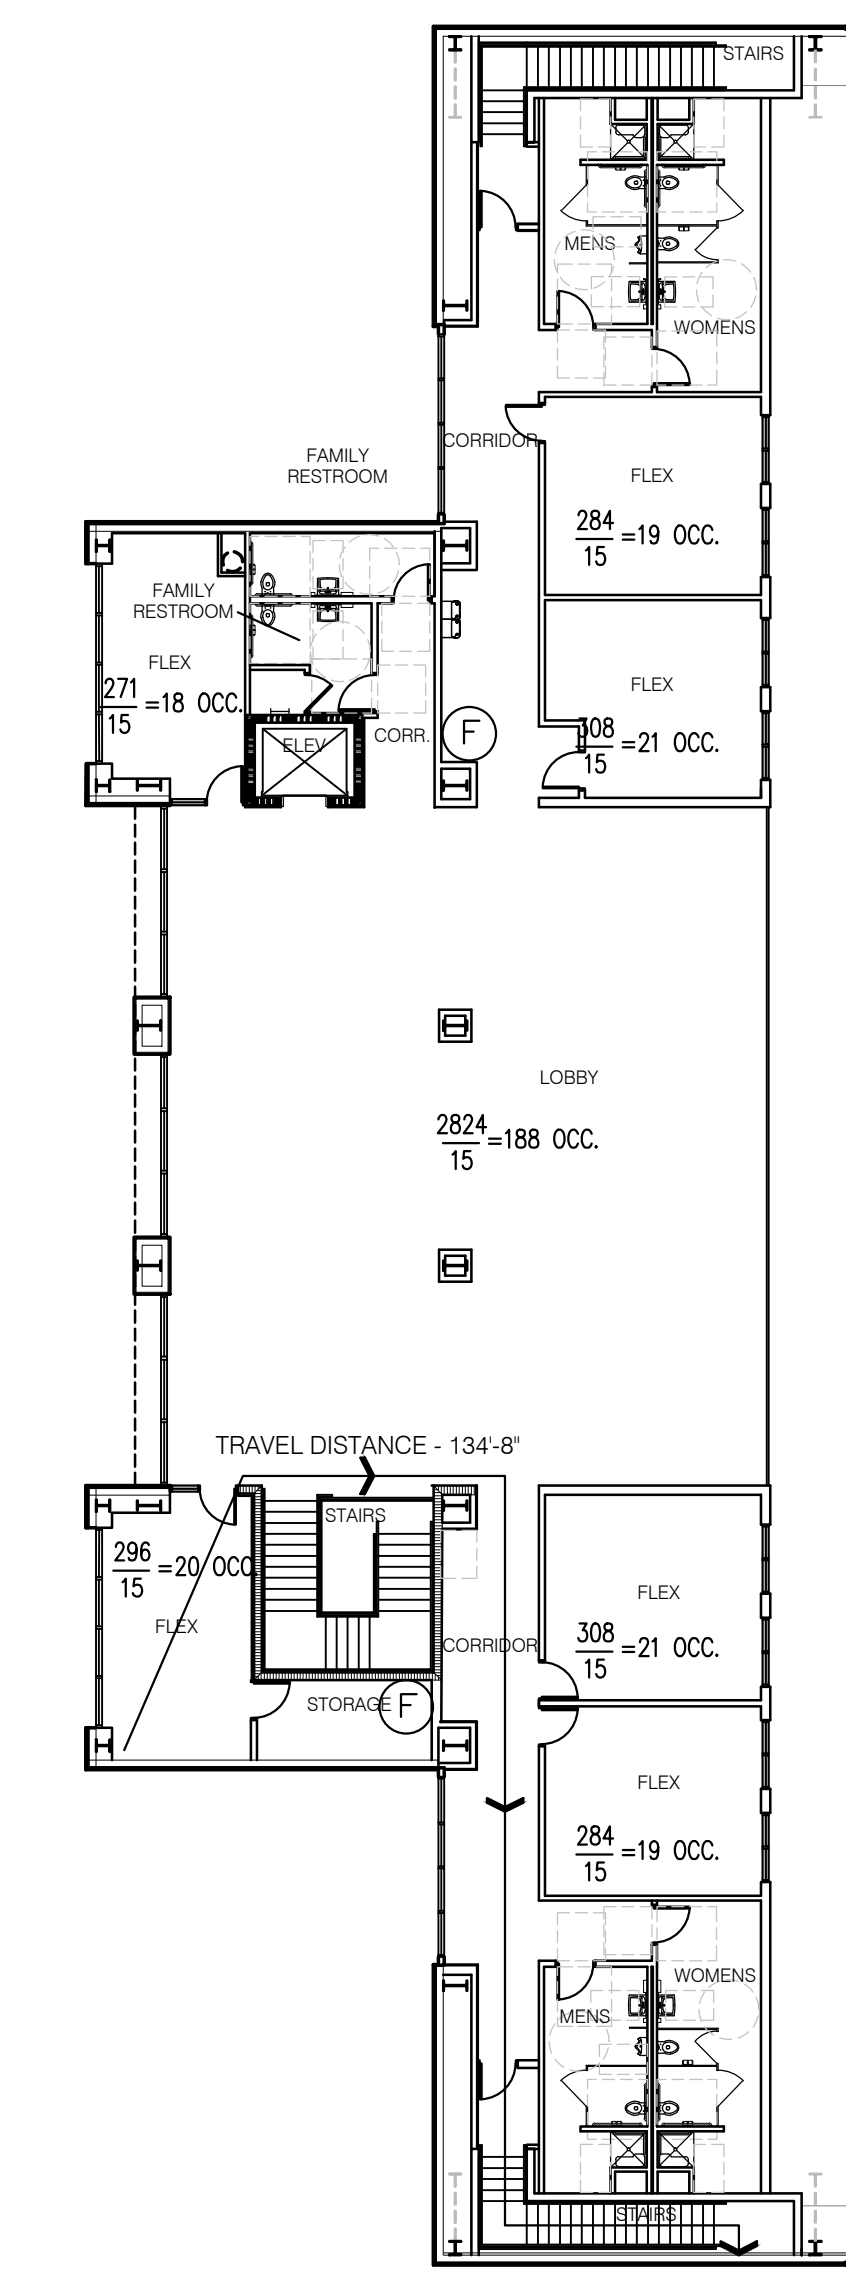 STAIRS
MENS
WOMENS
CORRIDOR
FAMILY
RESTROOM
FLEX
284
15
=19 OCC.
FAMILY
RESTROOM
FLEX
271
15
=18 OCC.
FLEX
308
15
=21 OCC.
ELEV
CORR.
F
LOBBY
2824
15
=188 OCC.
TRAVEL DISTANCE - 134'-8"
STAIRS
296
15
=20 OCC.
FLEX
FLEX
308
15
=21 OCC.
CORRIDOR
STORAGE
F
FLEX
284
15
=19 OCC.
WOMENS
MENS
STAIRS